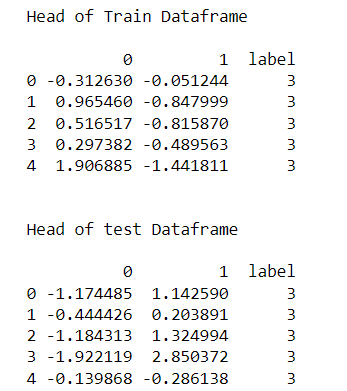 Head of Train Dataframe
0 1 label
0 -0.312630 -0.051244 3
1 0.965460 -0.847999 3
2 0.516517 -0.815870 3
3 0.297382 -0.489563 3
4 1.906885 -1.441811 3
Head of test Dataframe
0 1 label
0 -1.174485 1.142590 3
1 -0.444426 0.203891 3
2 -1.184313 1.324994 3
3 -1.922119 2.850372 3
4 -0.139868 -0.286138 3